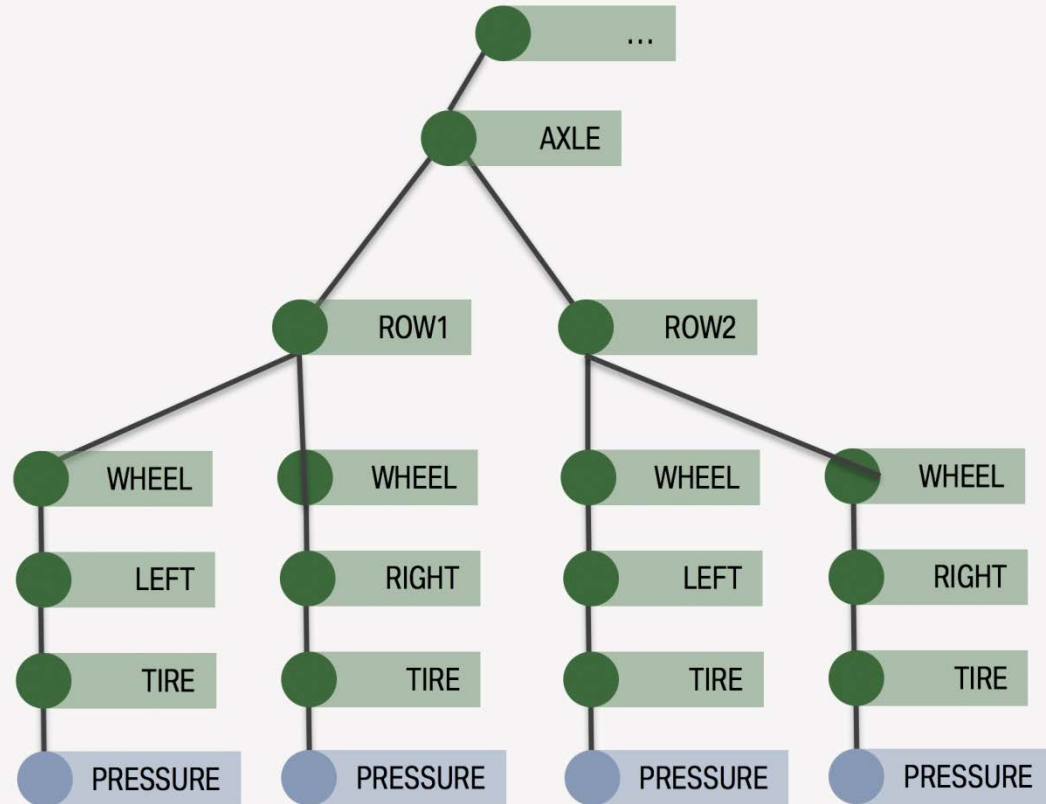 ...
AXLE
ROW1 ROW2
WHEEL WHEEL WHEEL WHEEL
LEFT RIGHT LEFT RIGHT
TIRE TIRE TIRE TIRE
PRESSURE PRESSURE PRESSURE PRESSURE